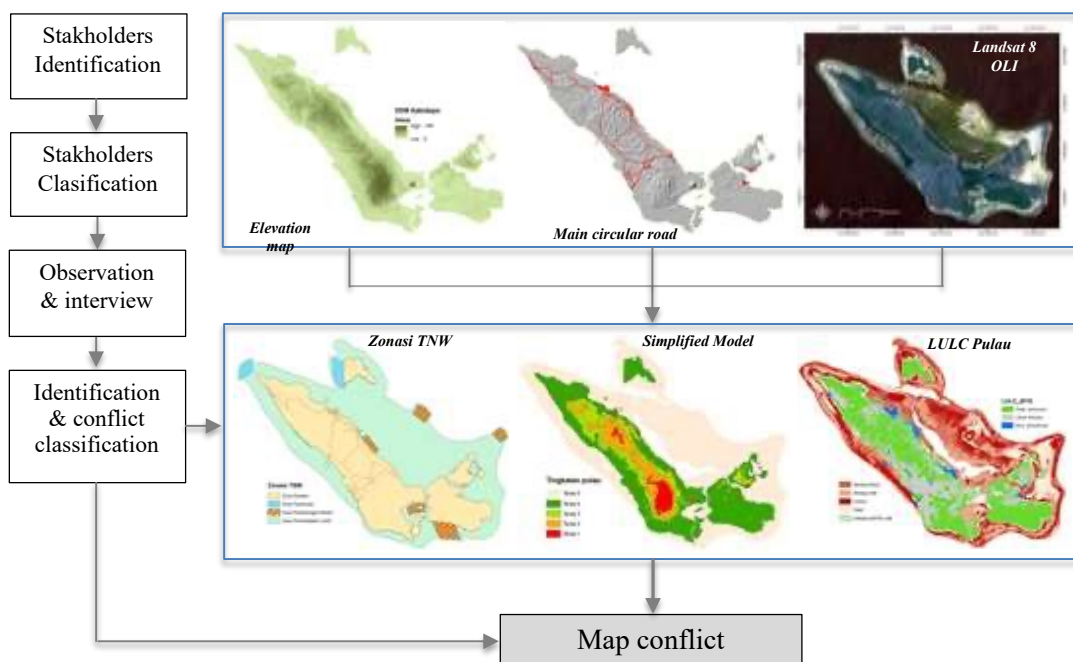 Stakholders
Identification
Stakholders
Clasification
Observation
& interview
Identification
& conflict
classification
Elevation
map
Main circular road
Landsat 8
OLI
Zonasi TNW
Simplified Model
LULC Pulau
Map conflict